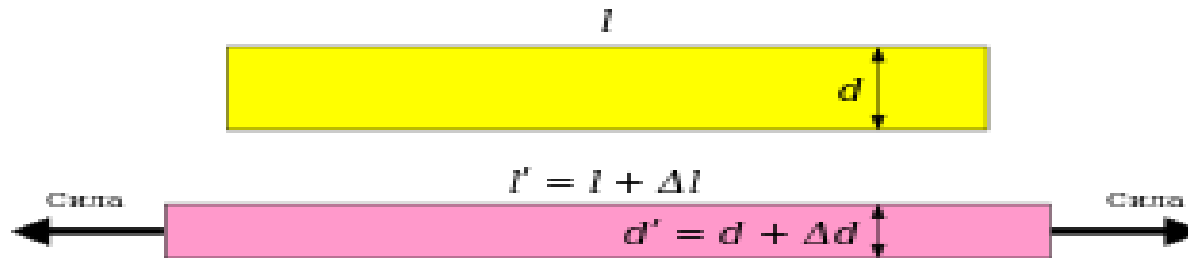 l
d
l' = l + Δl
Сила
Сила
d' = d + Δd